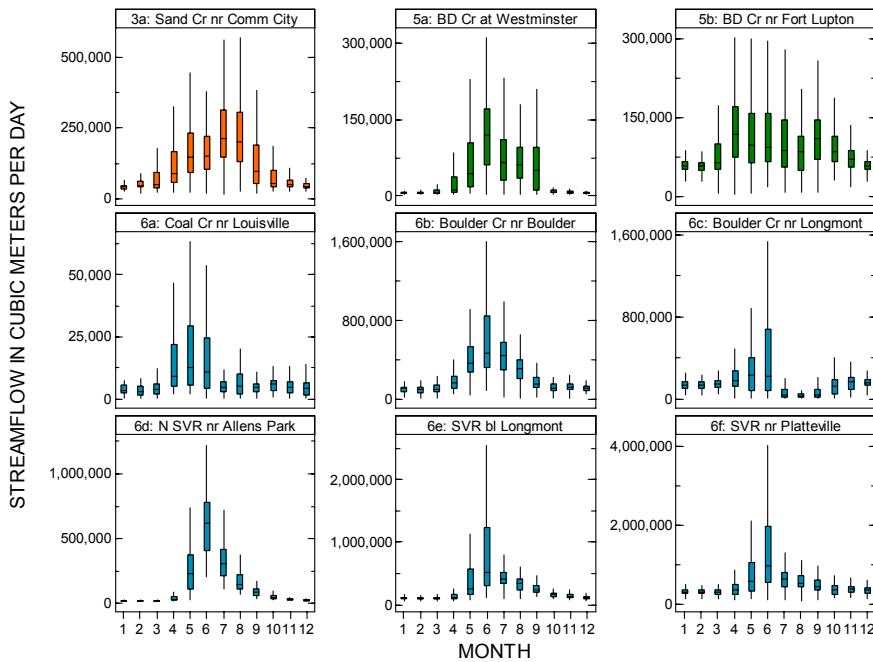 3a: Sand Cr nr Comm City
5a: BD Cr at Westminster
5b: BD Cr nr Fort Lupton
500,000
250,000
0
300,000
150,000
0
300,000
150,000
0
STREAMFLOW IN CUBIC METERS PER DAY
6a: Coal Cr nr Louisville
6b: Boulder Cr nr Boulder
6c: Boulder Cr nr Longmont
50,000
25,000
0
1,600,000
800,000
0
1,600,000
800,000
0
6d: N SVR nr Allens Park
6e: SVR bl Longmont
6f: SVR nr Platteville
1,000,000
500,000
0
2,000,000
1,000,000
0
4,000,000
2,000,000
0
1 2 3 4 5 6 7 8 9 10 11 12
1 2 3 4 5 6 7 8 9 10 11 12
1 2 3 4 5 6 7 8 9 10 11 12
MONTH